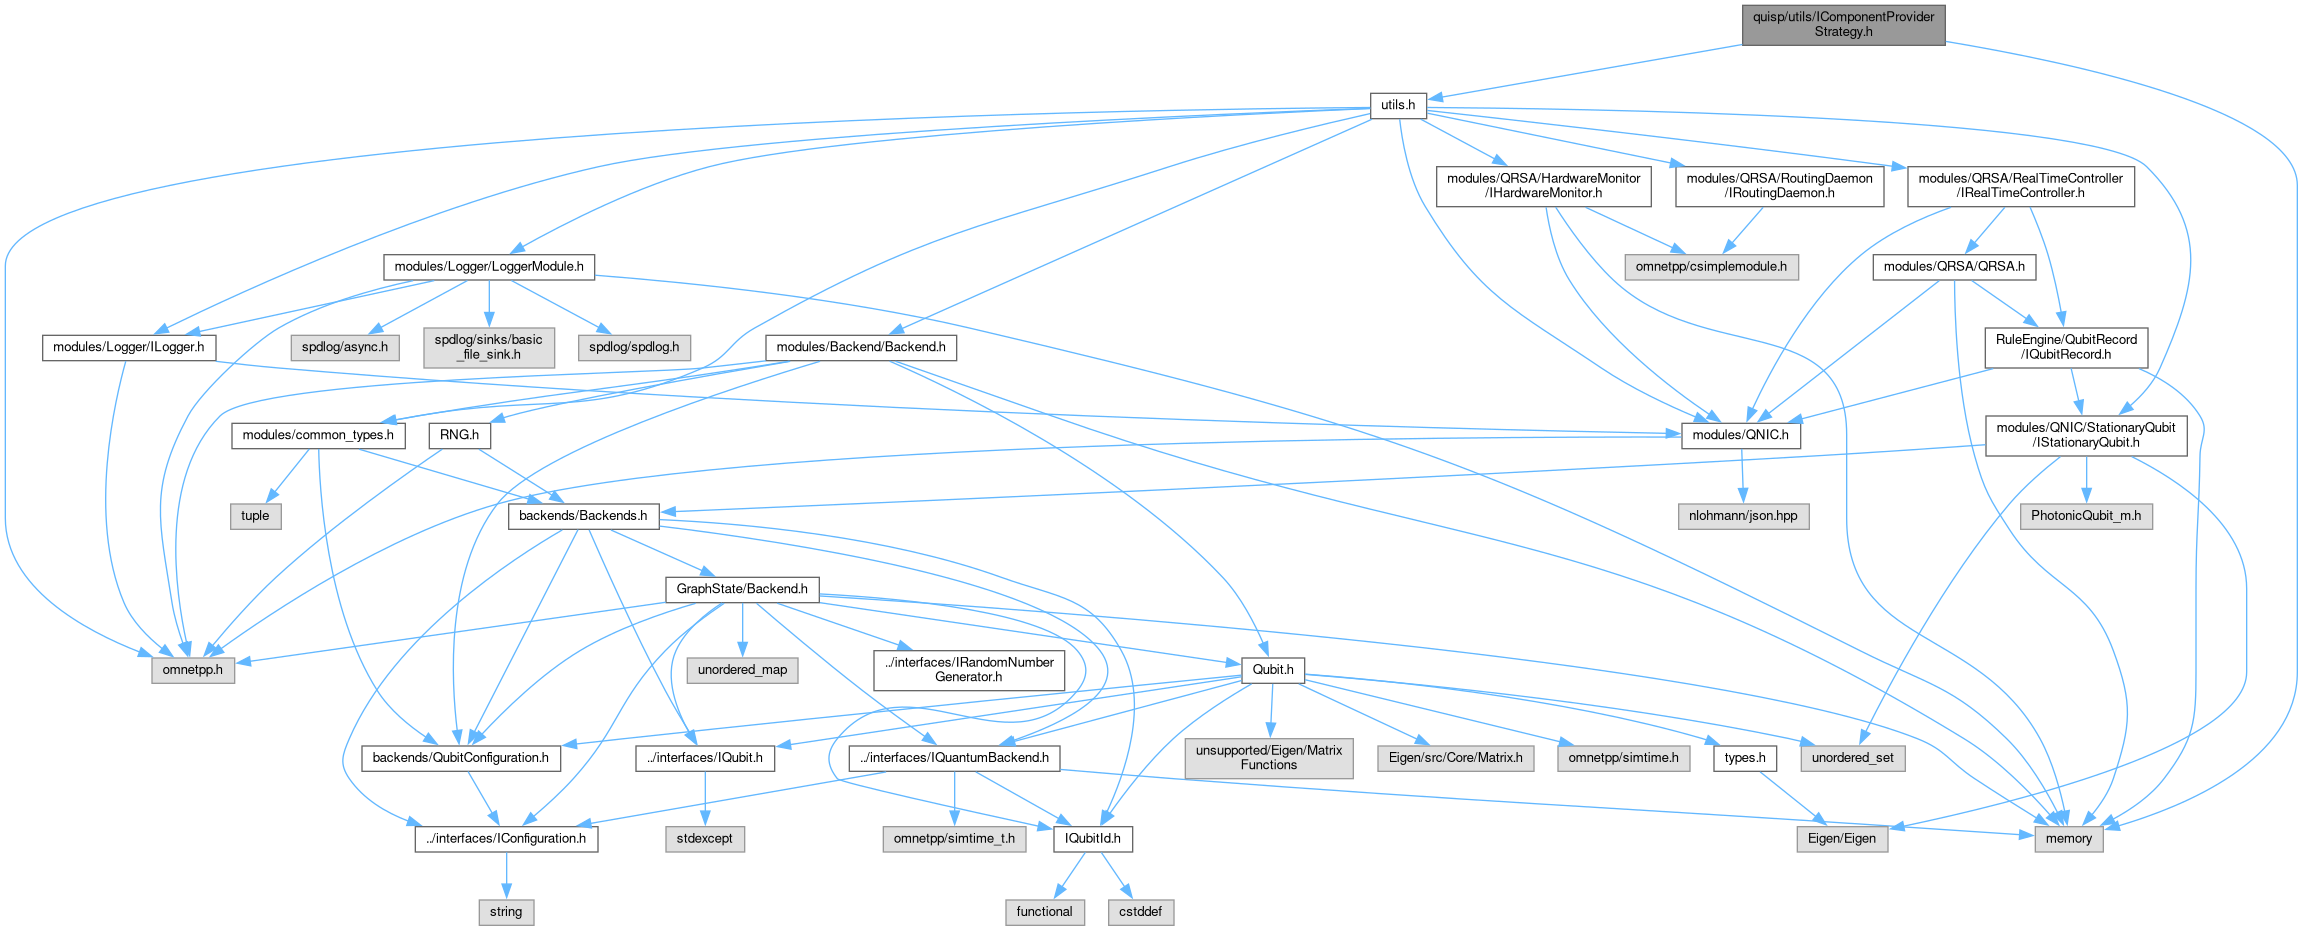 quisp/utils/IComponentProvider
Strategy.h
utils.h
modules/QRSA/HardwareMonitor
/IHardwareMonitor.h
modules/QRSA/RoutingDaemon
/IRoutingDaemon.h
modules/QRSA/RealTimeController
/IRealTimeController.h
modules/Logger/LoggerModule.h
omnetpp/csimplemodule.h
modules/QRSA/QRSA.h
modules/Logger/ILogger.h
spdlog/async.h
spdlog/sinks/basic
_file_sink.h
spdlog/spdlog.h
modules/Backend/Backend.h
RuleEngine/QubitRecord
/IQubitRecord.h
modules/common_types.h
RNG.h
modules/QNIC.h
modules/QNIC/StationaryQubit
/IStationaryQubit.h
tuple
backends/Backends.h
nlohmann/json.hpp
PhotonicQubit_m.h
GraphState/Backend.h
omnetpp.h
unordered_map
../interfaces/IRandomNumber
Generator.h
Qubit.h
backends/QubitConfiguration.h
../interfaces/IQubit.h
../interfaces/IQuantumBackend.h
unsupported/Eigen/Matrix
Functions
Eigen/src/Core/Matrix.h
omnetpp/simtime.h
types.h
unordered_set
../interfaces/IConfiguration.h
stdexcept
omnetpp/simtime_t.h
IQubitId.h
Eigen/Eigen
memory
string
functional
cstddef